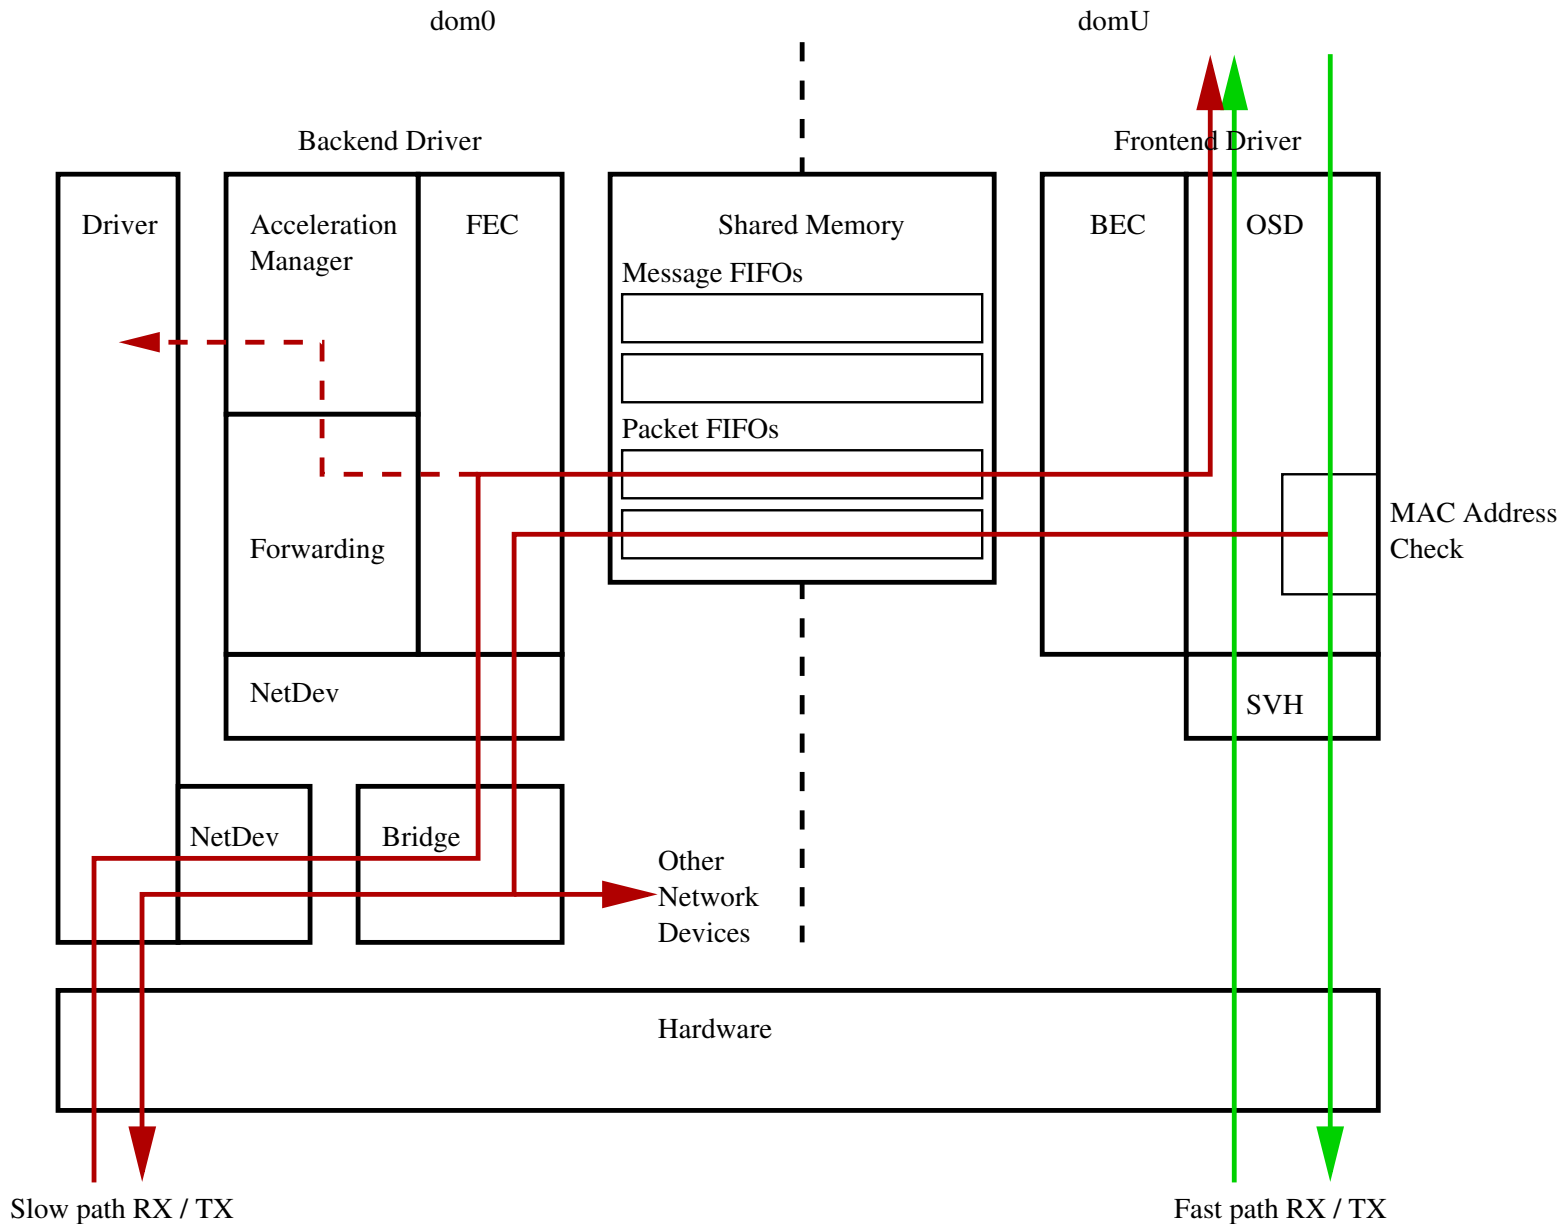 dom0
domU
Backend Driver
Frontend Driver
Driver
Acceleration
Manager
FEC
Shared Memory
BEC
OSD
Message FIFOs
Packet FIFOs
MAC Address
Check
Forwarding
NetDev
SVH
NetDev
Bridge
Other
Network
Devices
Hardware
Slow path RX / TX
Fast path RX / TX